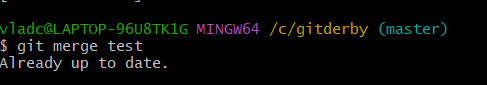 vladc@LAPTOP-96U8TK1G MINGW64 /c/gitderby (master)
$ git merge test
Already up to date.